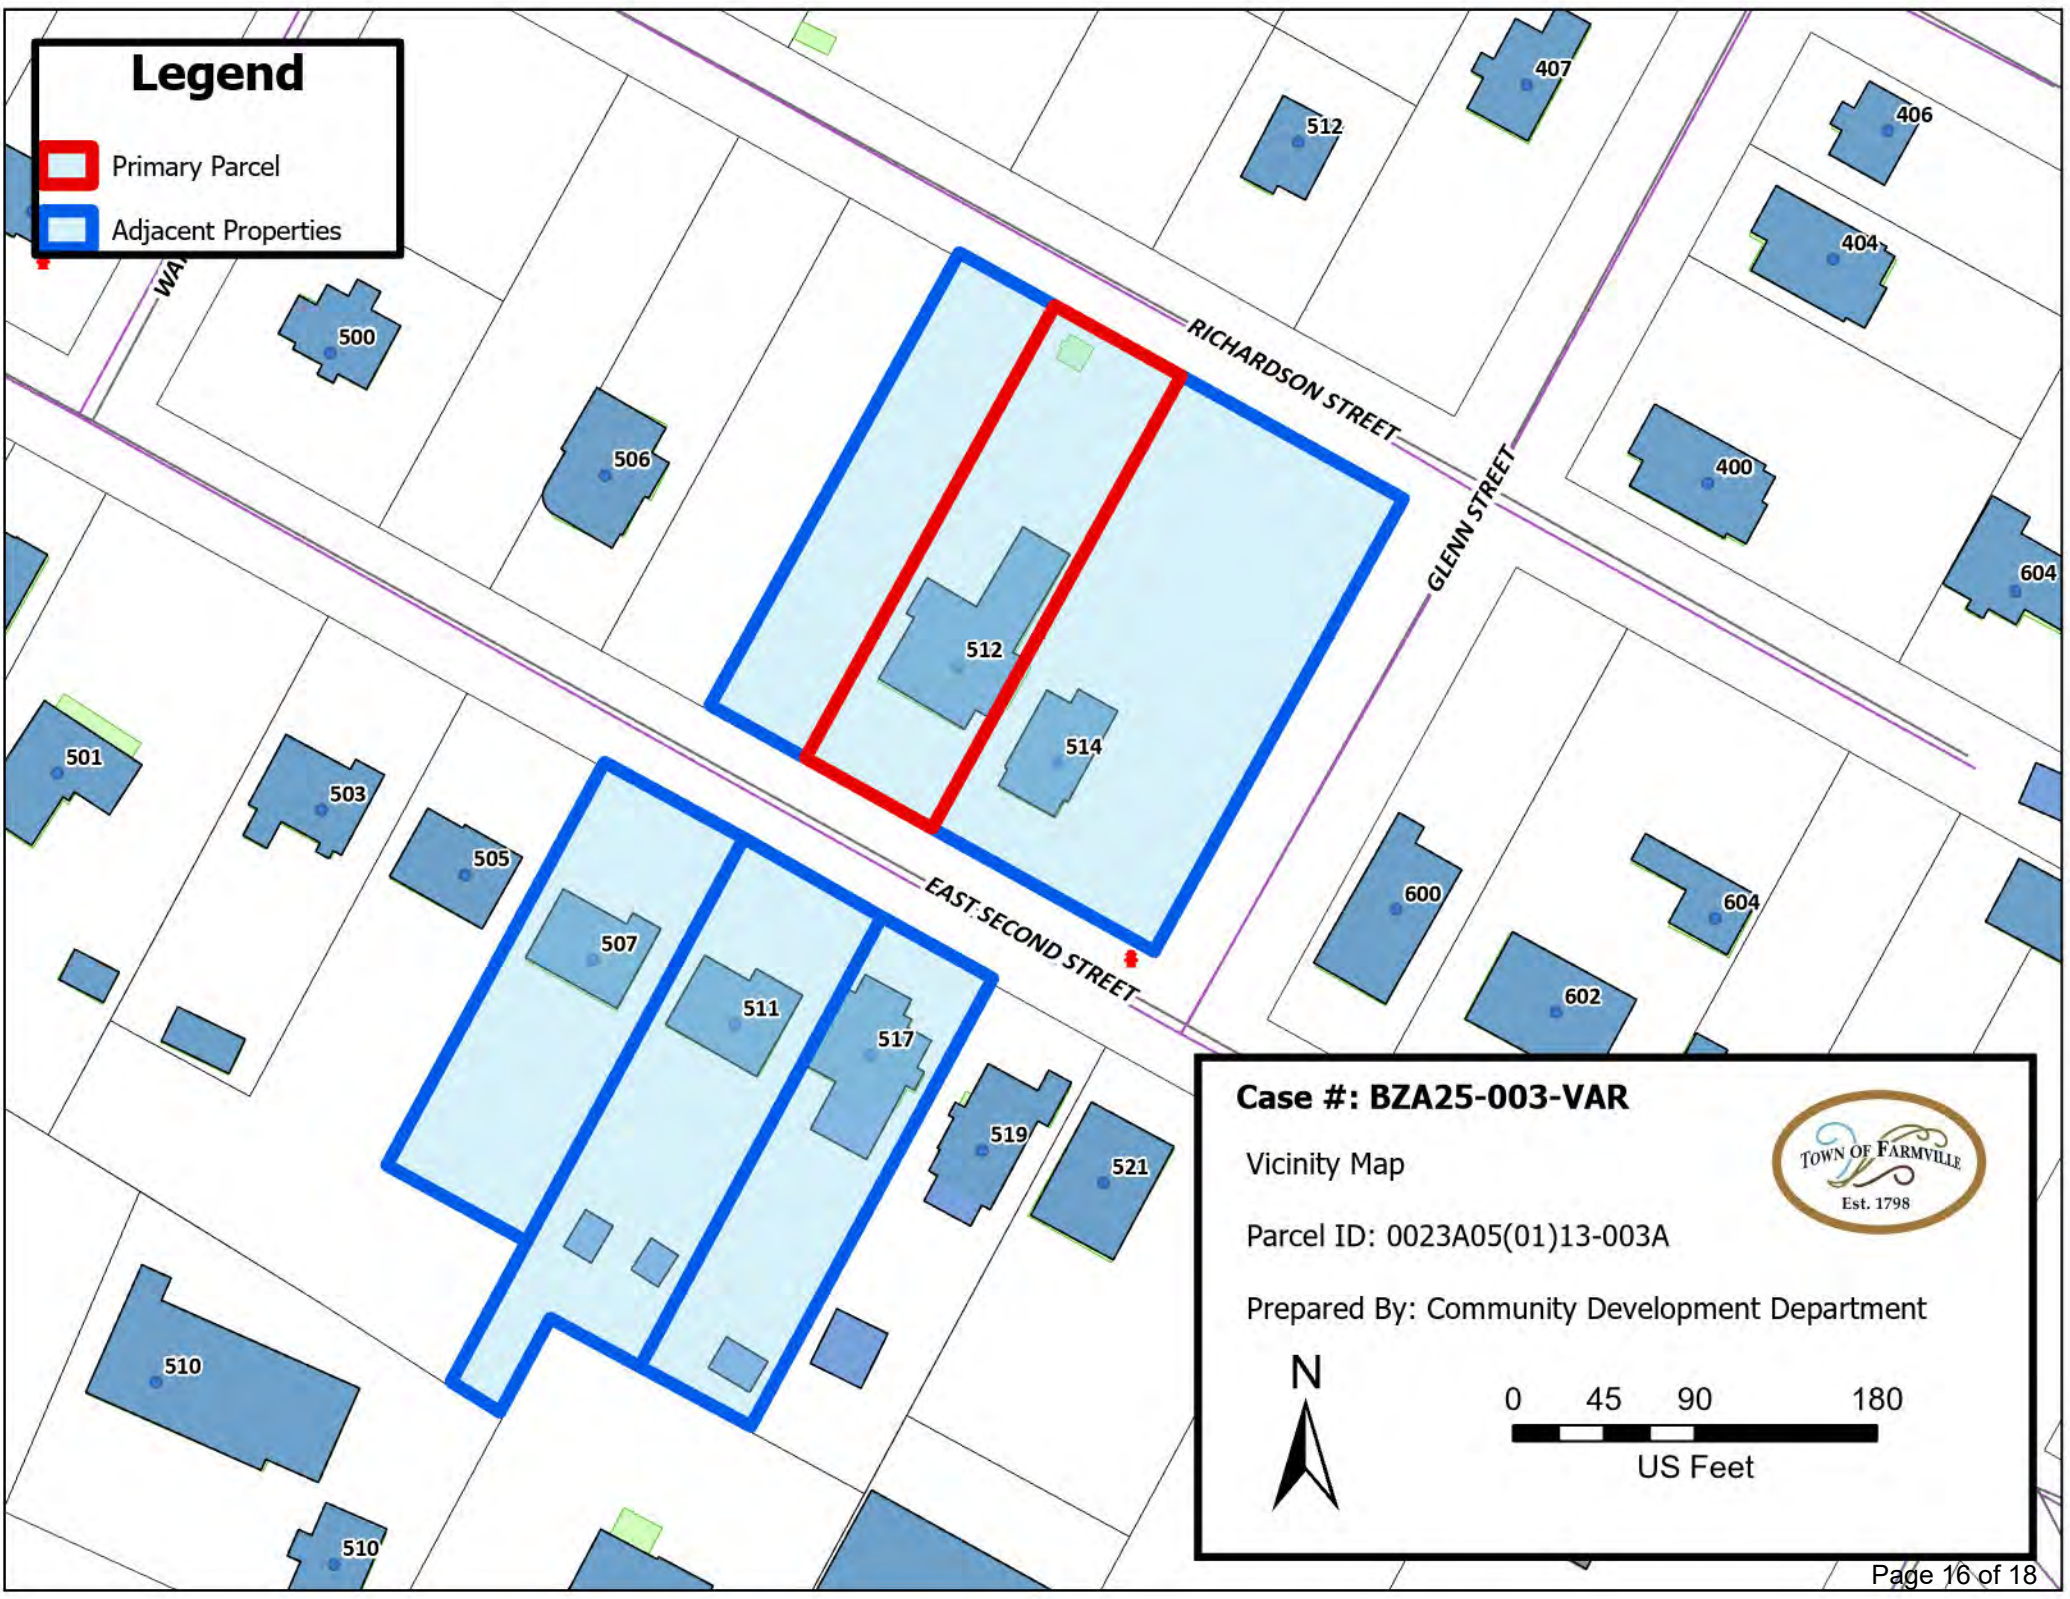 Legend
Primary Parcel
Adjacent Properties
407
512
406
404
500
RICHARDSON STREET
506
400
GLENN STREET
604
512
514
501
503
505
EAST SECOND STREET
600
604
507
602
511
517
519
521
Case #: BZA25-003-VAR
Vicinity Map
TOWN OF FARMVILLE
Est. 1798
Parcel ID: 0023A05(01)13-003A
Prepared By: Community Development Department
N
0 45 90 180
US Feet
510
510
Page 16 of 18